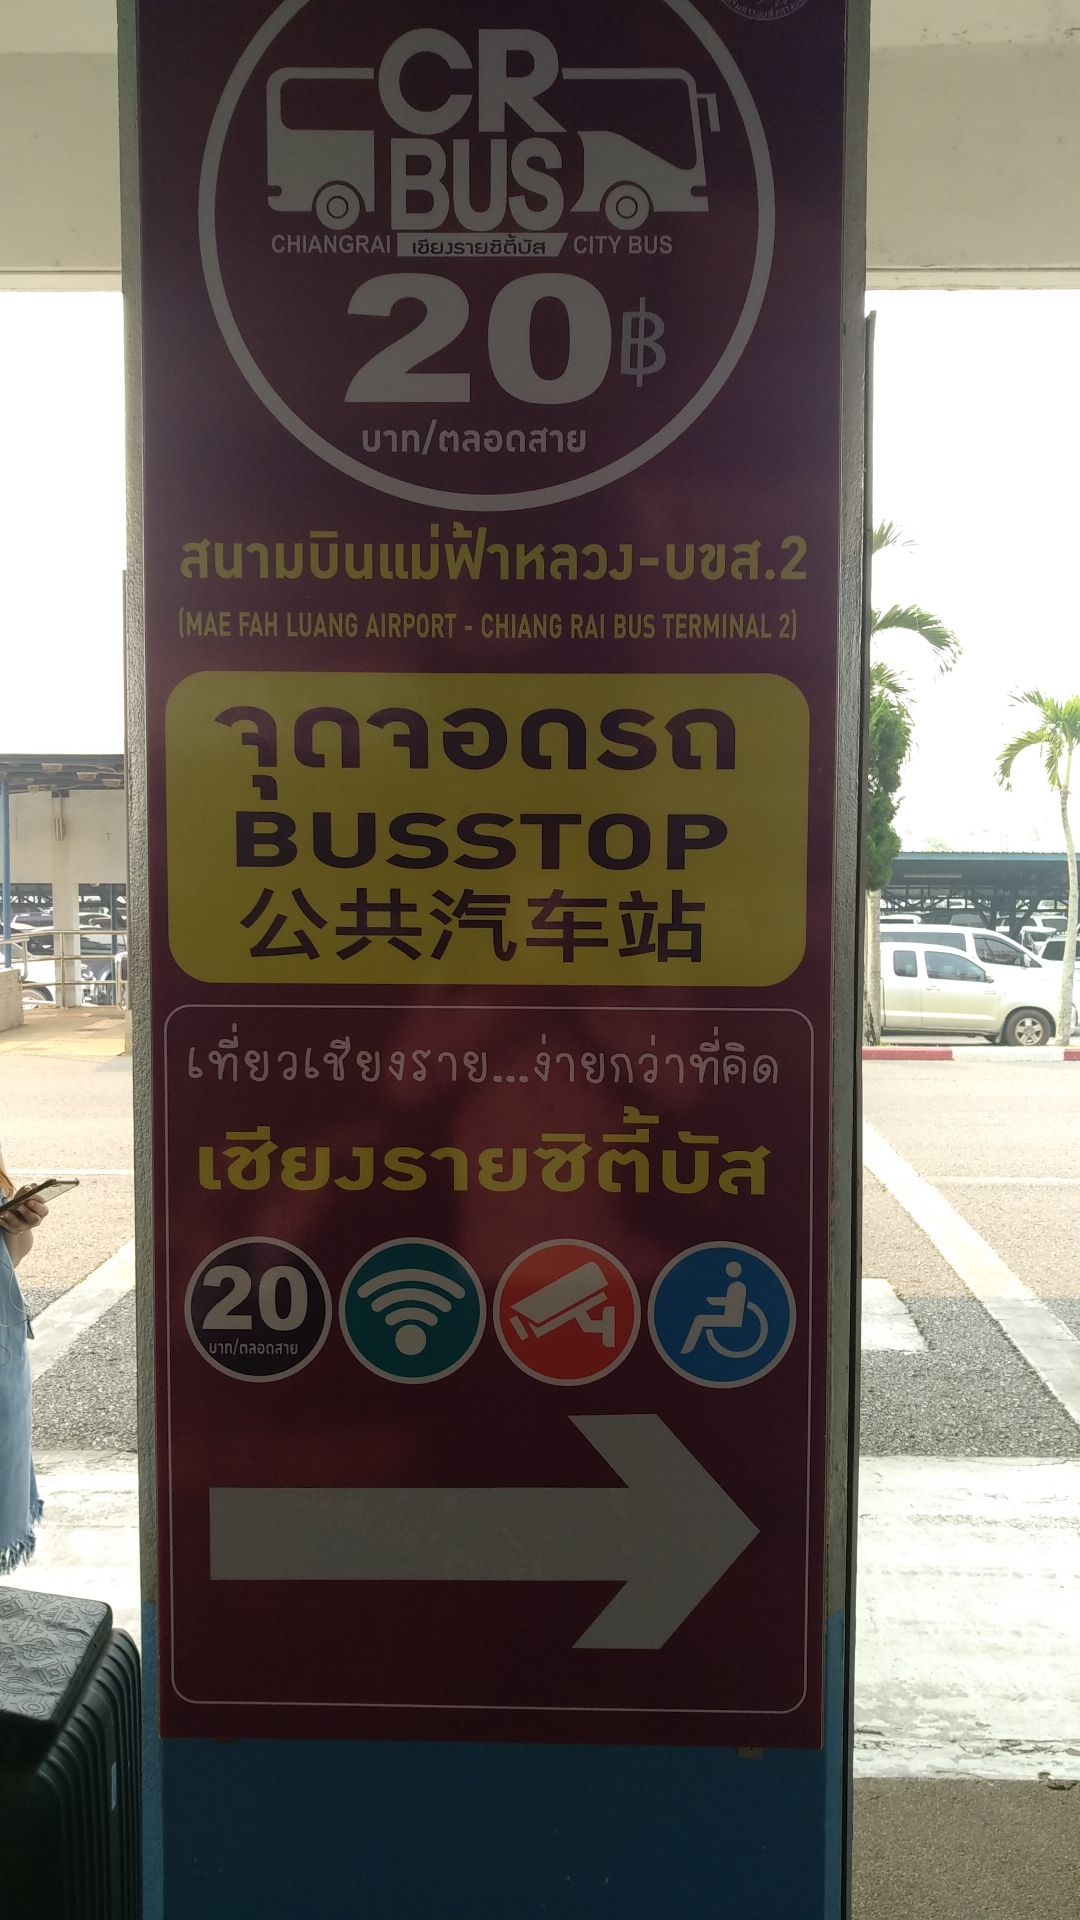 CR
BUS
CHIANGRAI เชียงรายซิตี้บัส CITY BUS
20฿
บาท/ตลอดสาย
สนามบินแม่ฟ้าหลวง-บขส.2
(MAE FAH LUANG AIRPORT - CHIANG RAI BUS TERMINAL 2)
จุดจอดรถ
BUSSTOP
公共汽车站
เที่ยวเชียงราย...ง่ายกว่าที่คิด
เชียงรายซิตี้บัส
20
บาท/ตลอดสาย